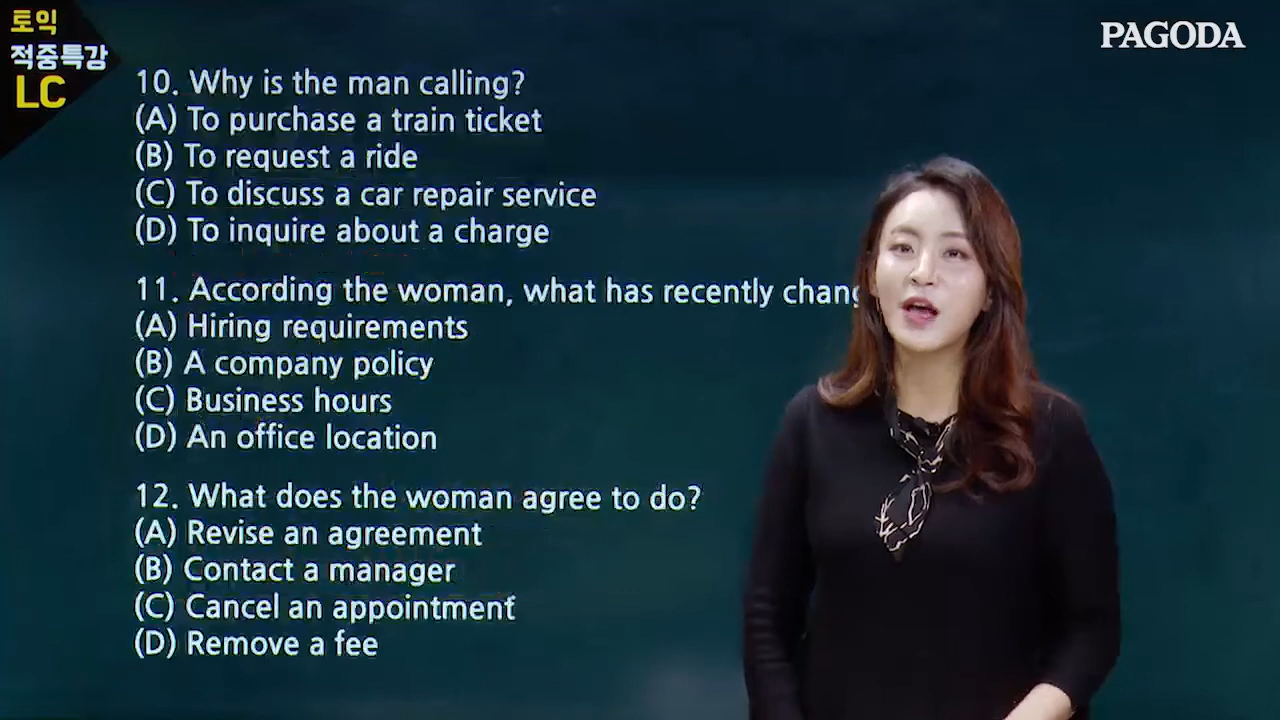 토익
적중특강
LC
PAGODA
10. Why is the man calling?
(A) To purchase a train ticket
(B) To request a ride
(C) To discuss a car repair service
(D) To inquire about a charge
11. According the woman, what has recently
(A) Hiring requirements
(B) A company policy
(C) Business hours
(D) An office location
12. What does the woman agree to do?
(A) Revise an agreement
(B) Contact a manager
(C) Cancel an appointment
(D) Remove a fee